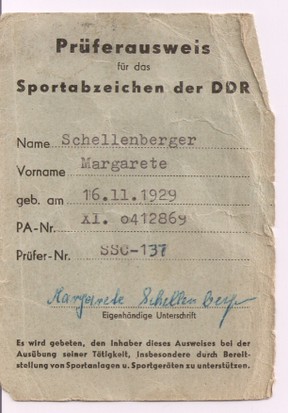 Prüferausweis
für das
Sportabzeichen der DDR
Name Schellenberger
Vorname Margarete
geb. am 16.11.1929
PA-Nr. XI. 0412869
Prüfer-Nr. SSC-137
Margarete Schellenberger
Eigenhändige Unterschrift
Es wird gebeten, den Inhaber dieses Ausweises bei der
Ausübung seiner Tätigkeit, insbesondere durch Bereit-
stellung von Sportanlagen u. Sportgeräten zu unterstützen.